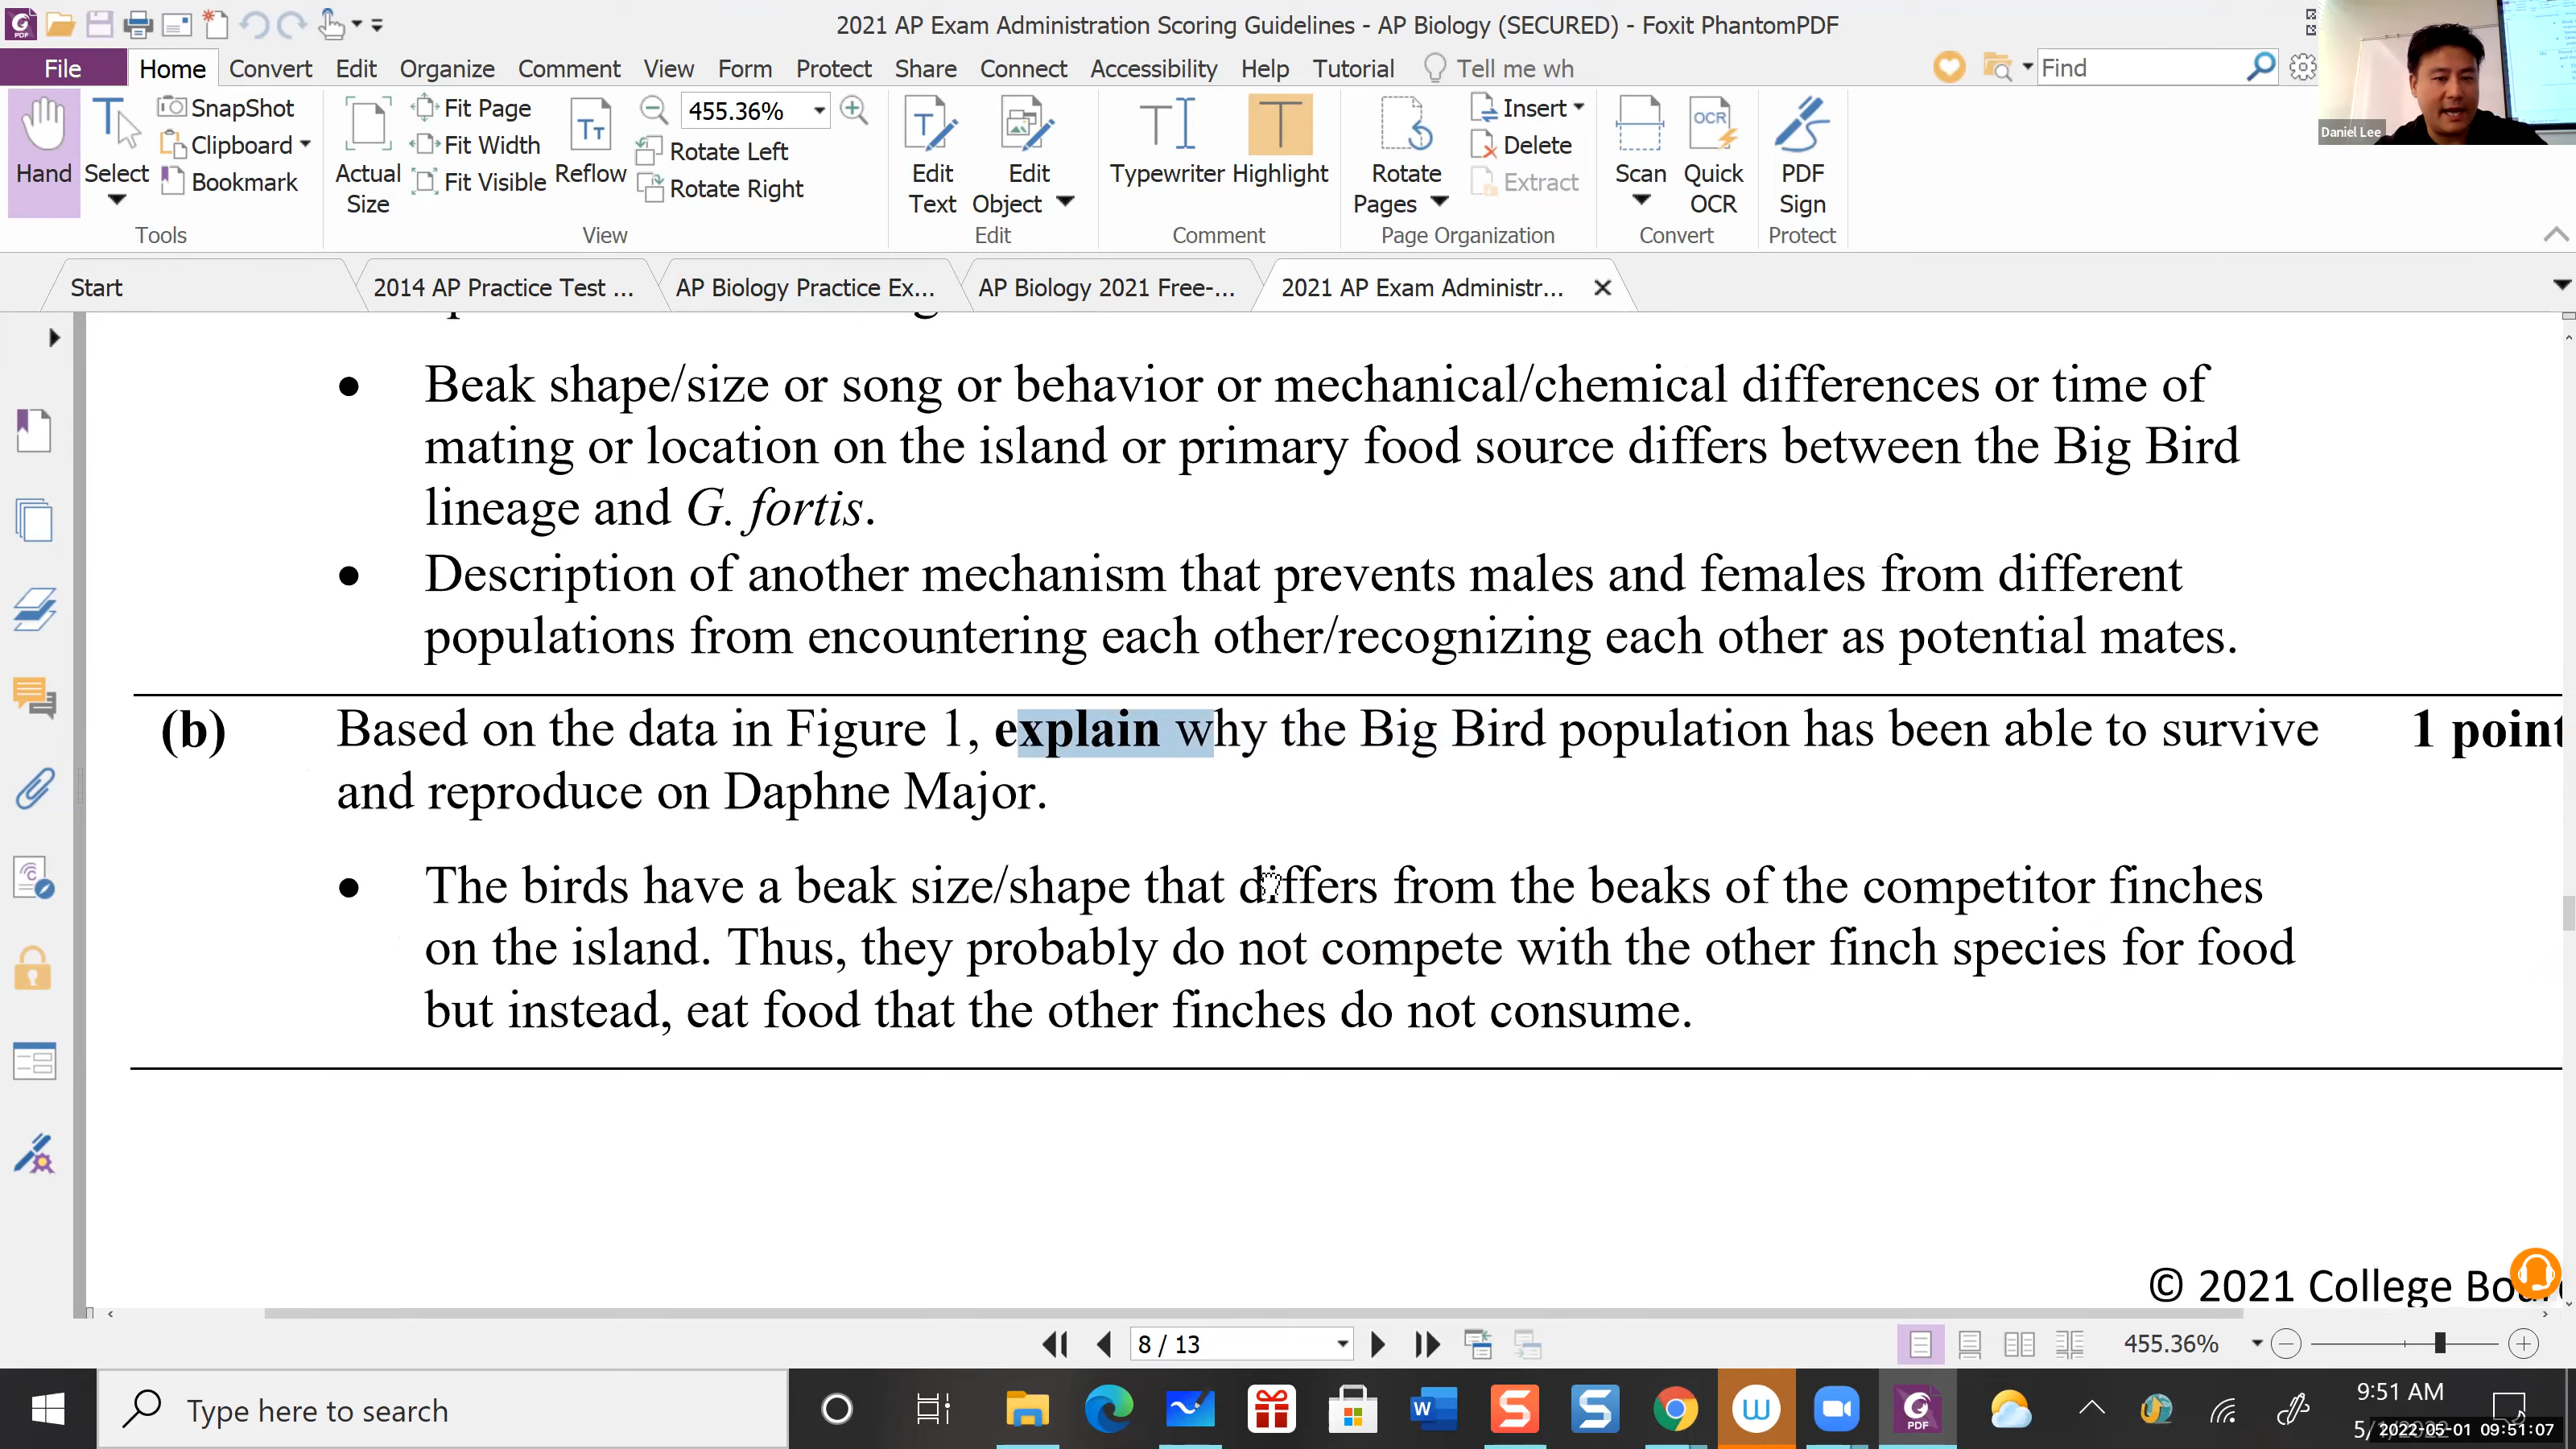 2021 AP Exam Administration Scoring Guidelines - AP Biology (SECURED) - Foxit PhantomPDF
File Home Convert Edit Organize Comment View Form Protect Share Connect Accessibility Help Tutorial Tell me wh Find
Daniel Lee
Hand Select SnapShot Clipboard Bookmark
Tools
Actual Size Fit Page Fit Width Fit Visible Reflow 455.36% Rotate Left Rotate Right
View
Edit Text Edit Object
Edit
Typewriter Highlight
Comment
Rotate Pages Insert Delete Extract
Page Organization
Scan Quick OCR
Convert
PDF Sign
Protect
Start 2014 AP Practice Test ... AP Biology Practice Ex... AP Biology 2021 Free-... 2021 AP Exam Administr...
• Beak shape/size or song or behavior or mechanical/chemical differences or time of
mating or location on the island or primary food source differs between the Big Bird
lineage and G. fortis.
• Description of another mechanism that prevents males and females from different
populations from encountering each other/recognizing each other as potential mates.
(b) Based on the data in Figure 1, explain why the Big Bird population has been able to survive 1 point
and reproduce on Daphne Major.
• The birds have a beak size/shape that differs from the beaks of the competitor finches
on the island. Thus, they probably do not compete with the other finch species for food
but instead, eat food that the other finches do not consume.
© 2021 College
8 / 13 455.36%
Type here to search
9:51 AM
2022-05-01 09:51:07